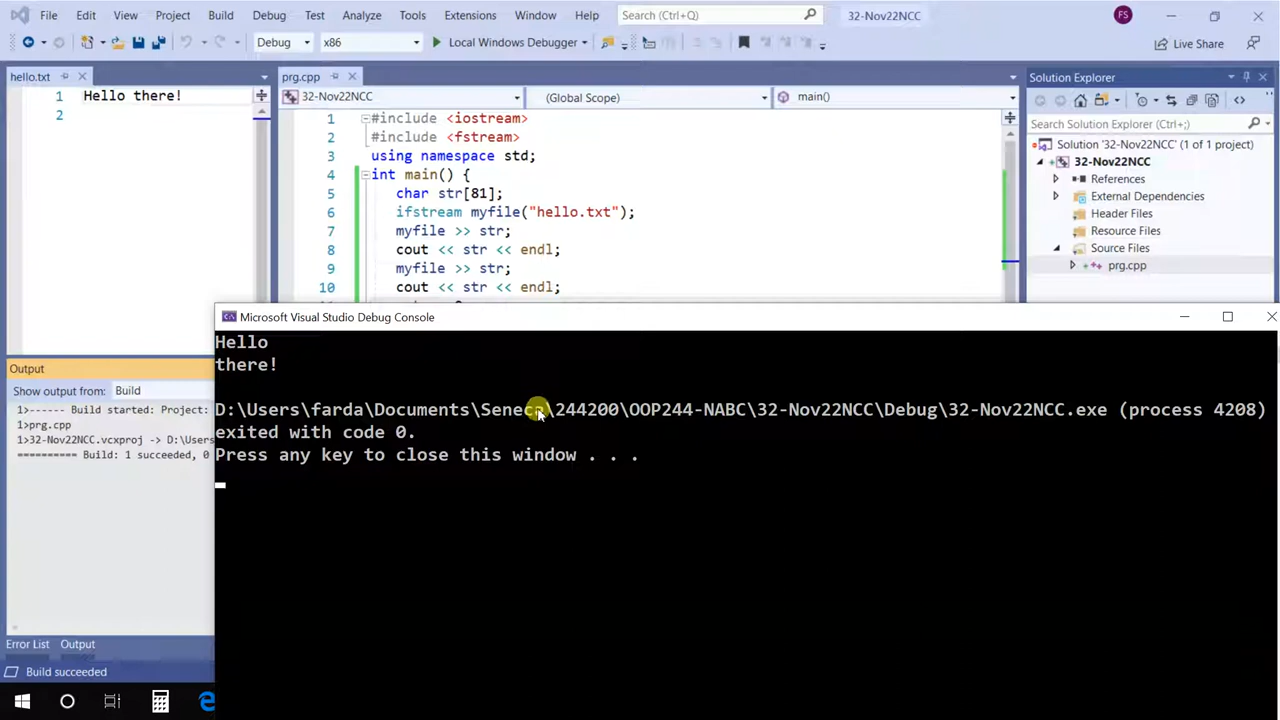 File Edit View Project Build Debug Test Analyze Tools Extensions Window Help Search (Ctrl+Q) 32-Nov22NCC FS
Debug x86 Local Windows Debugger Live Share
hello.txt
1 Hello there!
2
prg.cpp
32-Nov22NCC (Global Scope) main()
1 #include <iostream>
2 #include <fstream>
3 using namespace std;
4 int main() {
5 char str[81];
6 ifstream myfile("hello.txt");
7 myfile >> str;
8 cout << str << endl;
9 myfile >> str;
10 cout << str << endl;
Solution Explorer
Search Solution Explorer (Ctrl+;)
Solution '32-Nov22NCC' (1 of 1 project)
32-Nov22NCC
References
External Dependencies
Header Files
Resource Files
Source Files
prg.cpp
Microsoft Visual Studio Debug Console
Hello
there!
D:\Users\farda\Documents\Seneca\244200\OOP244-NABC\32-Nov22NCC\Debug\32-Nov22NCC.exe (process 4208)
exited with code 0.
Press any key to close this window . . .
Output
Show output from: Build
1>------ Build started: Project:
1>prg.cpp
1>32-Nov22NCC.vcxproj -> D:\Users
========== Build: 1 succeeded, 0
Error List Output
Build succeeded